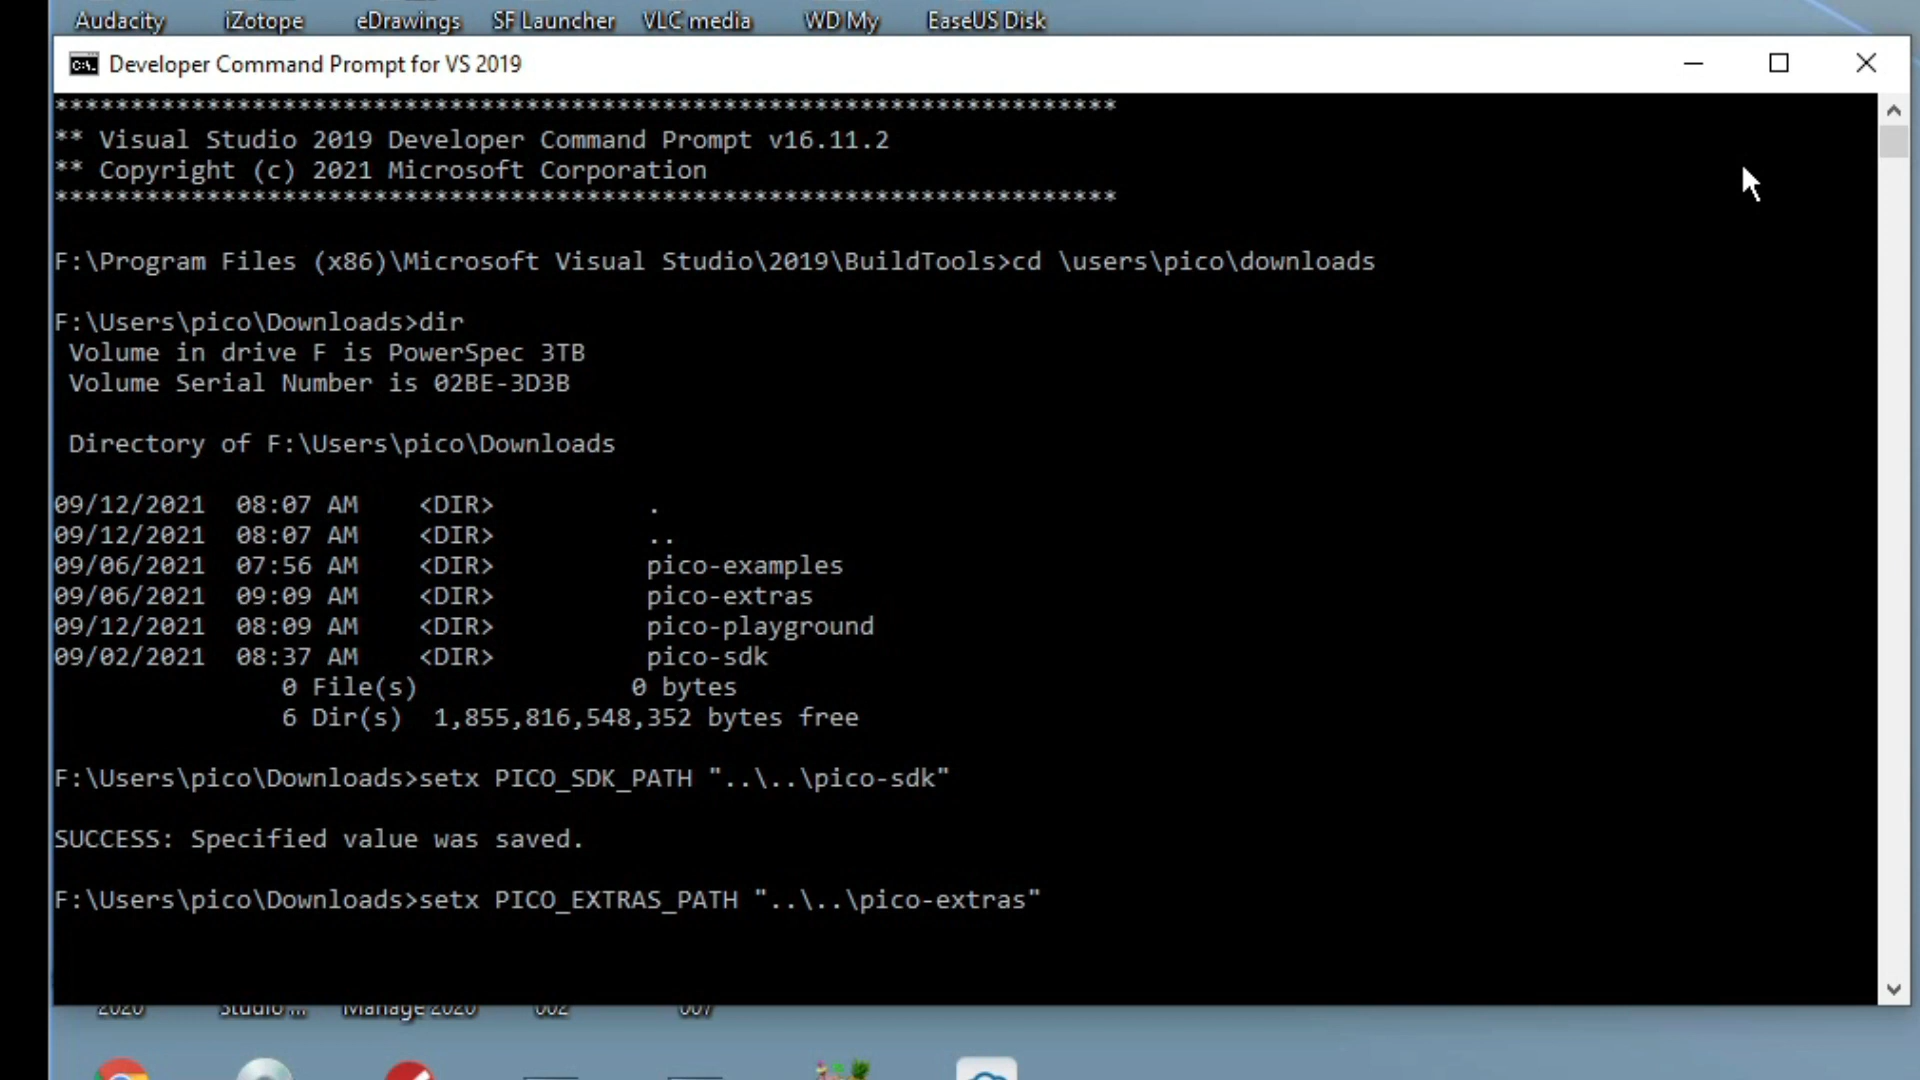 Audacity iZotope eDrawings SF Launcher VLC media WD My EaseUS Disk
Developer Command Prompt for VS 2019
**********************************************************************
** Visual Studio 2019 Developer Command Prompt v16.11.2
** Copyright (c) 2021 Microsoft Corporation
**********************************************************************
F:\Program Files (x86)\Microsoft Visual Studio\2019\BuildTools>cd \users\pico\downloads
F:\Users\pico\Downloads>dir
Volume in drive F is PowerSpec 3TB
Volume Serial Number is 02BE-3D3B
Directory of F:\Users\pico\Downloads
09/12/2021 08:07 AM <DIR> .
09/12/2021 08:07 AM <DIR> ..
09/06/2021 07:56 AM <DIR> pico-examples
09/06/2021 09:09 AM <DIR> pico-extras
09/12/2021 08:09 AM <DIR> pico-playground
09/02/2021 08:37 AM <DIR> pico-sdk
0 File(s) 0 bytes
6 Dir(s) 1,855,816,548,352 bytes free
F:\Users\pico\Downloads>setx PICO_SDK_PATH "..\..\pico-sdk"
SUCCESS: Specified value was saved.
F:\Users\pico\Downloads>setx PICO_EXTRAS_PATH "..\..\pico-extras"
2020 Studio ... Manage 2020 002 007